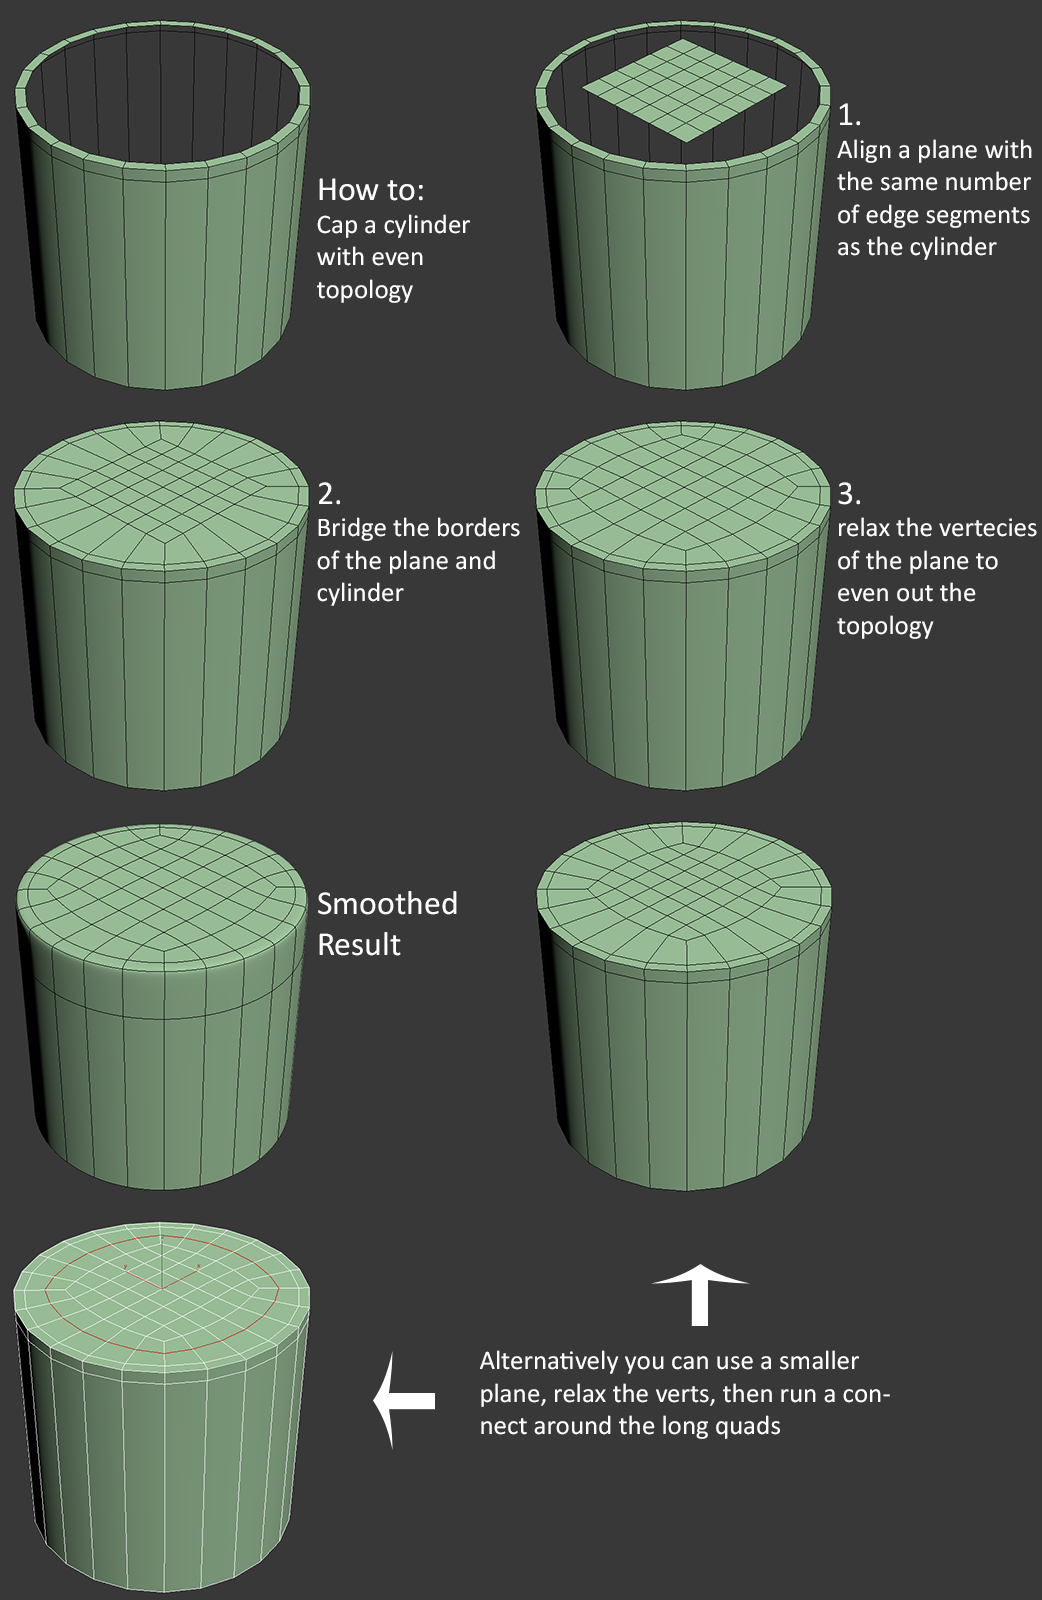 How to:
Cap a cylinder
with even
topology
1.
Align a plane with
the same number
of edge segments
as the cylinder
2.
Bridge the borders
of the plane and
cylinder
3.
relax the vertecies
of the plane to
even out the
topology
Smoothed
Result
Alternatively you can use a smaller
plane, relax the verts, then run a con-
nect around the long quads